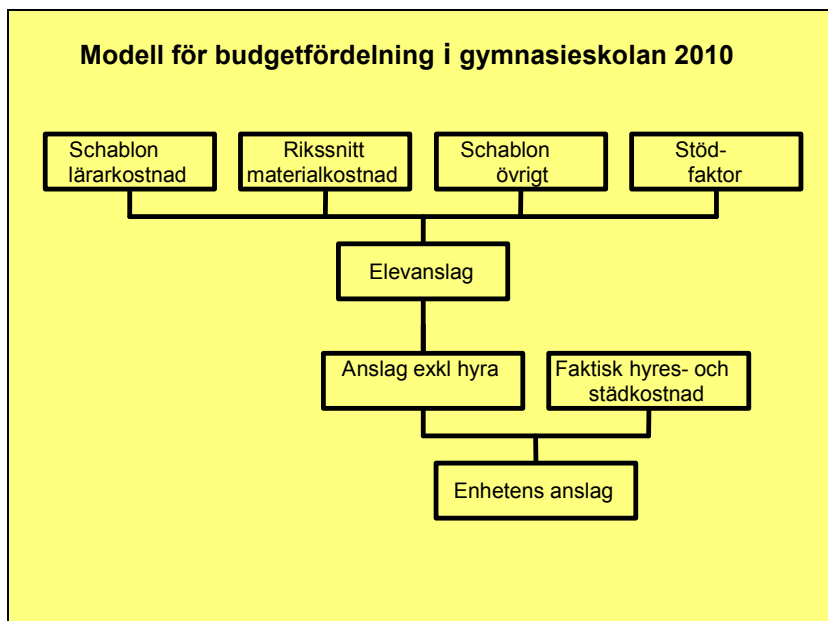 Modell för budgetfördelning i gymnasieskolan 2010
Schablon
lärarkostnad
Rikssnitt
materialkostnad
Schablon
övrigt
Stöd-
faktor
Elevanslag
Anslag exkl hyra
Faktisk hyres- och
städkostnad
Enhetens anslag